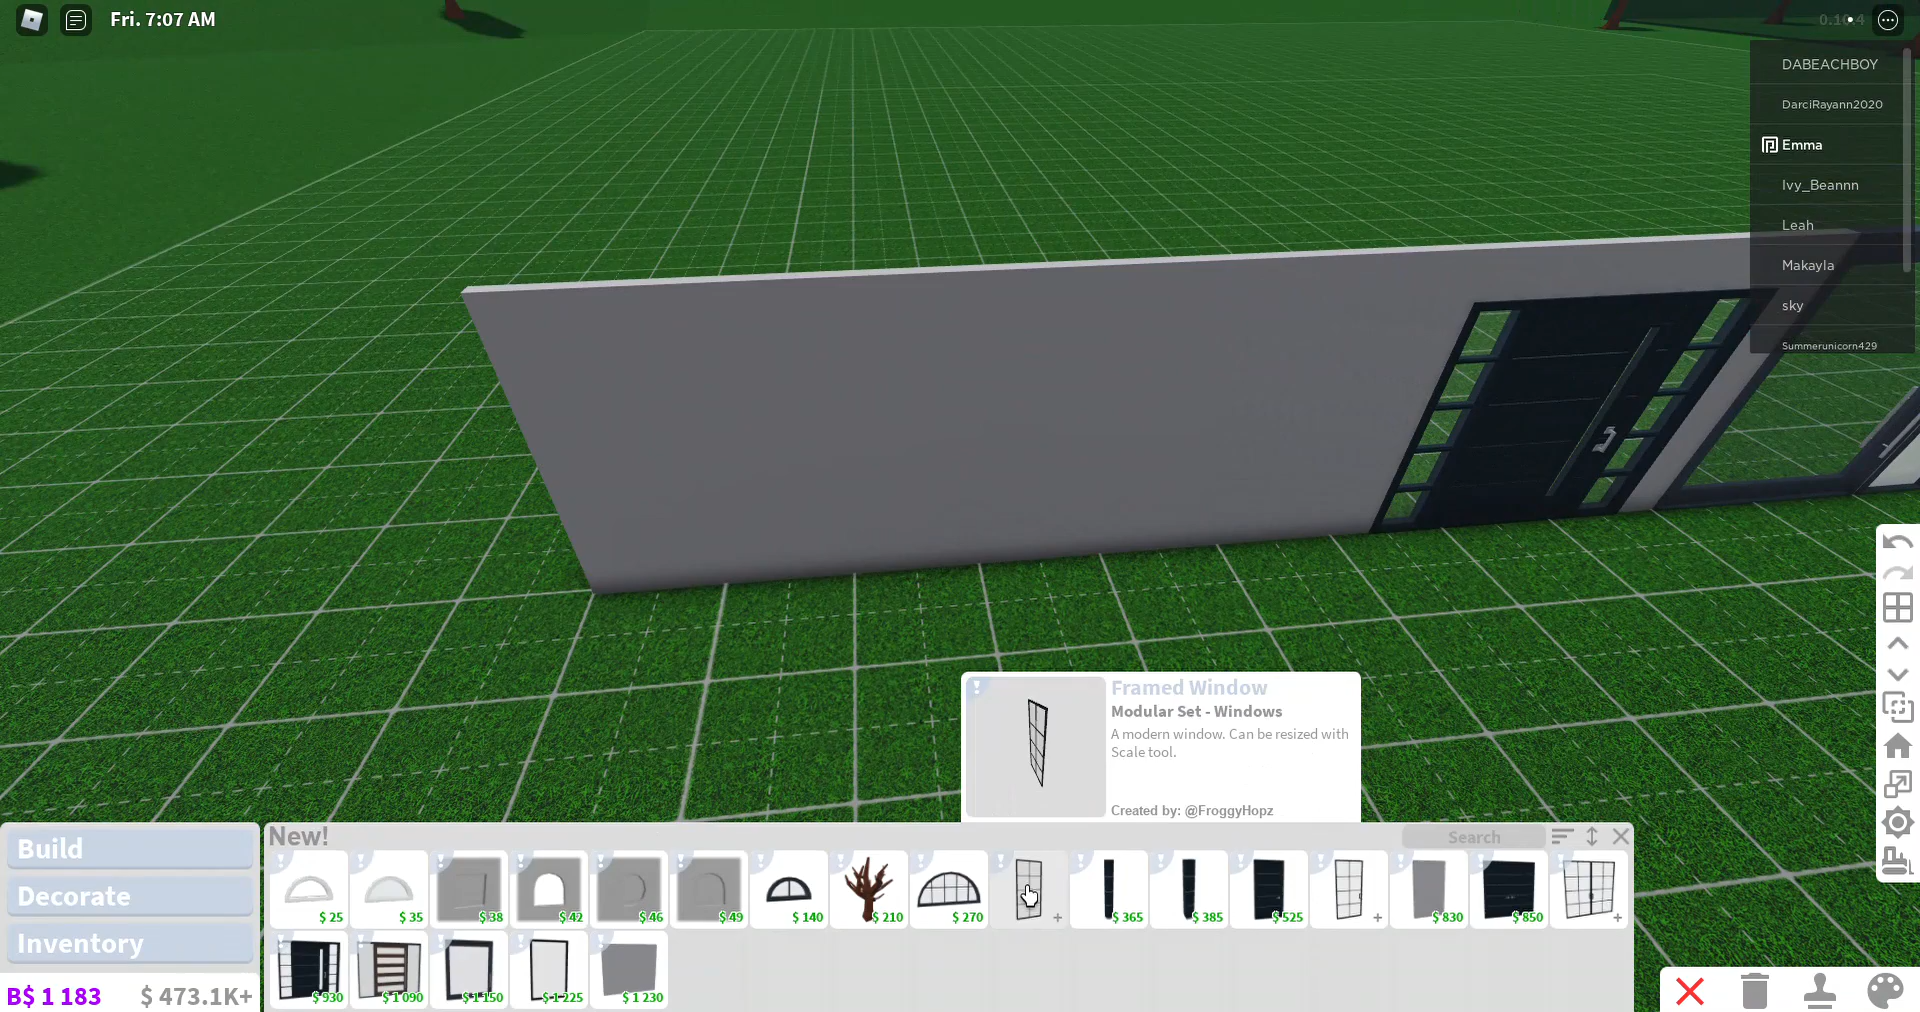 Fri. 7:07 AM
0.10.4
DABEACHBOY
DarciRayann2020
Emma
Ivy_Beannn
Leah
Makayla
sky
Summerunicorn429
Framed Window
Modular Set - Windows
A modern window. Can be resized with
Scale tool.
Created by: @FroggyHopz
Build
Decorate
Inventory
B$ 1 183 $ 473.1K+
New!
Search
$ 25 $ 35 $ 38 $ 42 $ 46 $ 49 $ 140 $ 210 $ 270 + $ 365 $ 385 $ 525 + $ 830 $ 850 +
$ 930 $ 1 090 $ 1 150 $ 1 225 $ 1 230